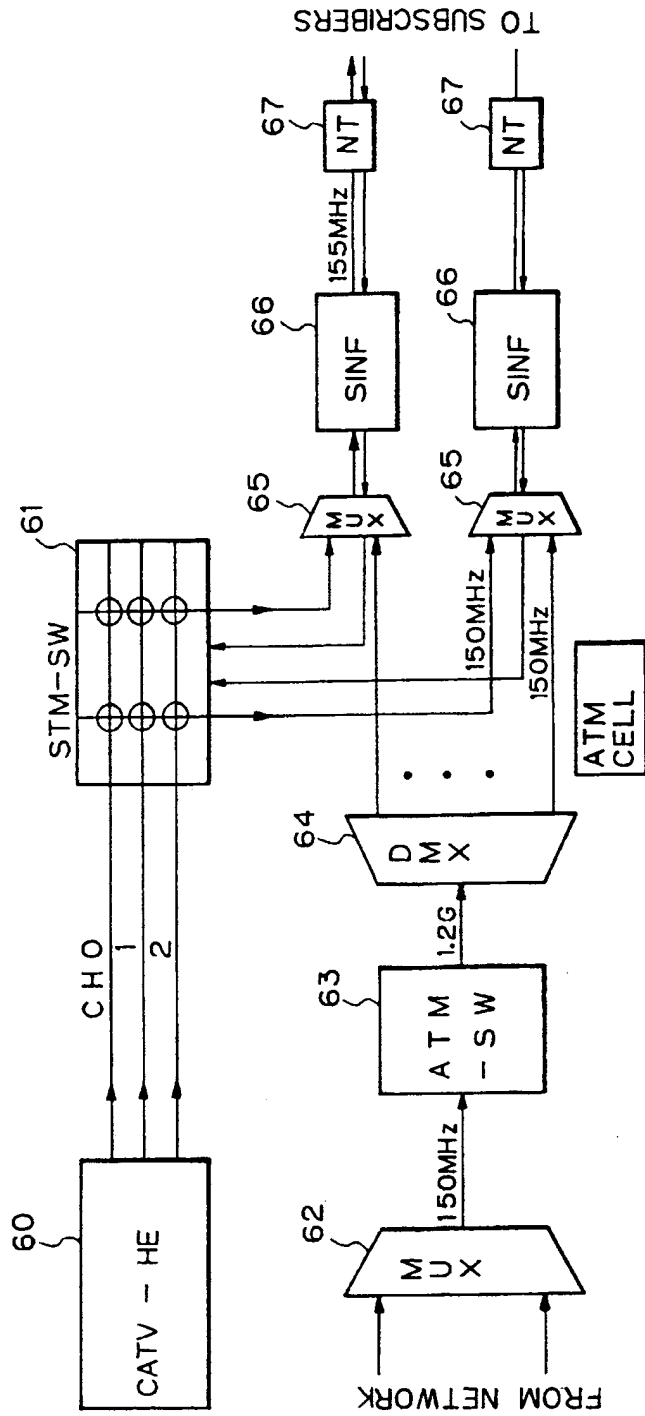 60
CATV - HE
CH0
1
2
STM-SW
61
FROM NETWORK
62
MUX
150MHz
63
ATM
-SW
1.2G
64
DMX
ATM
CELL
150MHz
150MHz
65
MUX
65
MUX
66
SINF
66
SINF
155MHz
67
NT
67
NT
TO SUBSCRIBERS